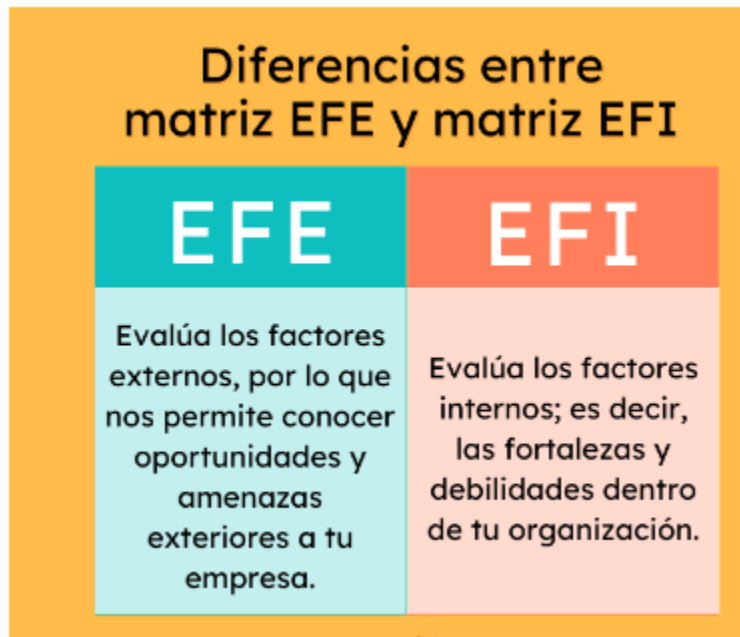 Diferencias entre
matriz EFE y matriz EFI
EFE
Evalúa los factores
externos, por lo que
nos permite conocer
oportunidades y
amenazas
exteriores a tu
empresa.
EFI
Evalúa los factores
internos; es decir,
las fortalezas y
debilidades dentro
de tu organización.